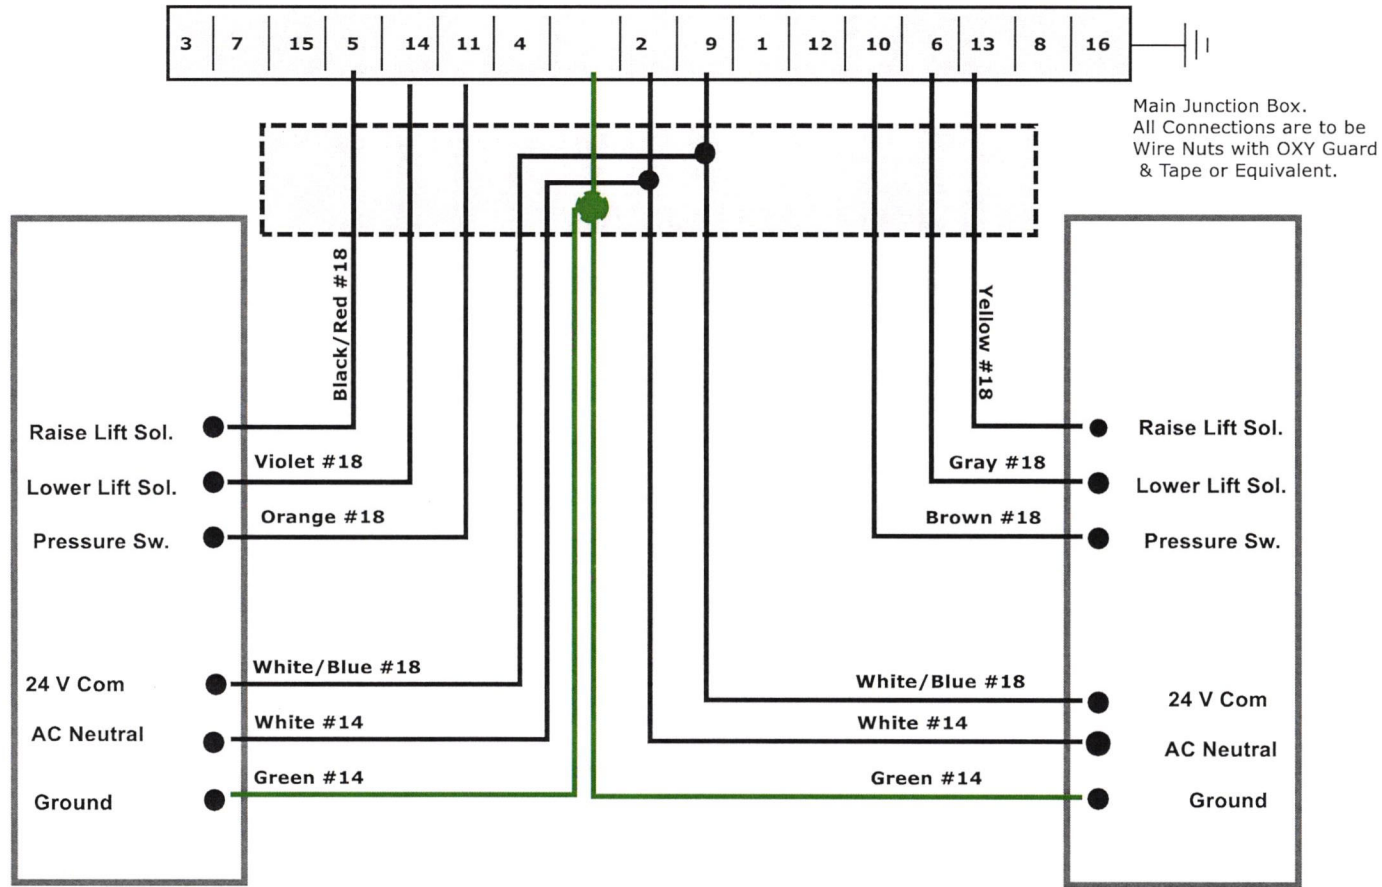 3 7 15 5 14 11 4 2 9 1 12 10 6 13 8 16
Main Junction Box.
All Connections are to be
Wire Nuts with OXY Guard
& Tape or Equivalent.
Black/Red #18
Yellow #18
Raise Lift Sol.
Violet #18
Lower Lift Sol.
Orange #18
Pressure Sw.
White/Blue #18
24 V Com
White #14
AC Neutral
Green #14
Ground
Raise Lift Sol.
Gray #18
Lower Lift Sol.
Brown #18
Pressure Sw.
White/Blue #18
24 V Com
White #14
AC Neutral
Green #14
Ground